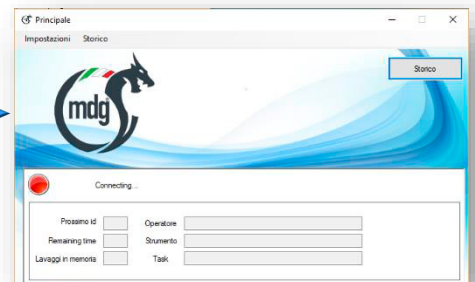 Principale
Impostazioni Storico
mdg
Storico
Connecting...
Prossimo id Operatore
Remaining time Strumento
Lavaggi in memoria Task